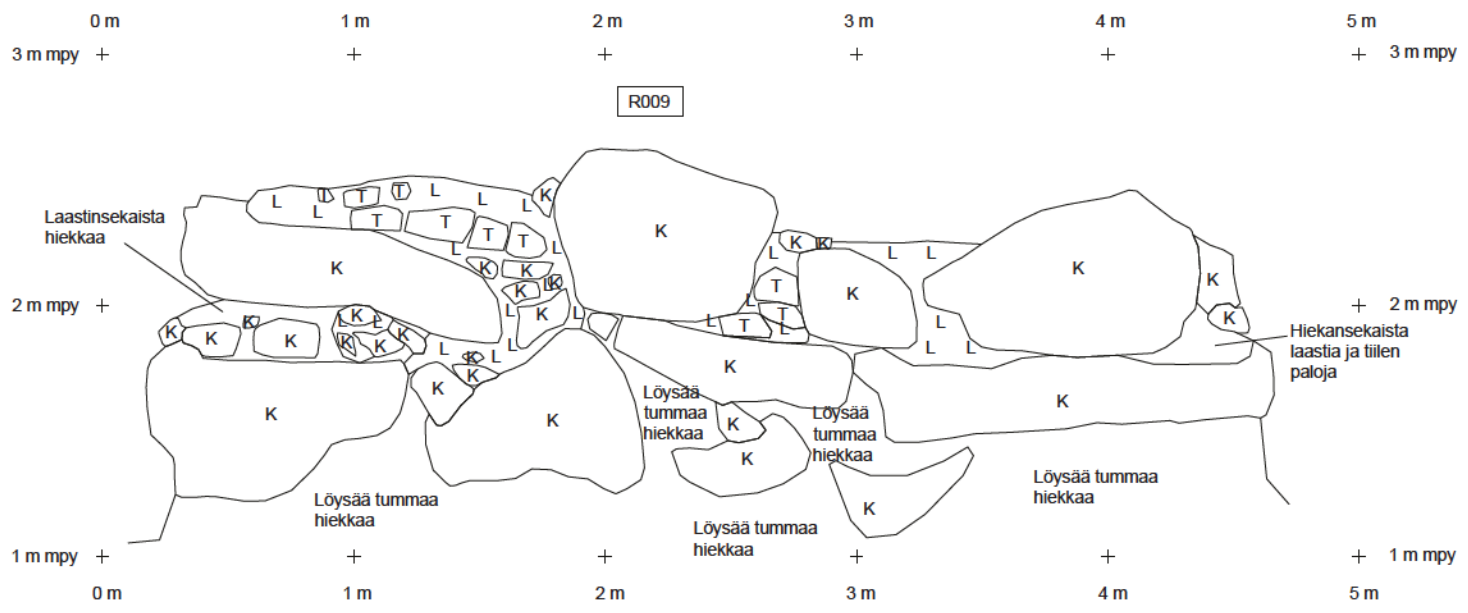 0 m 1 m 2 m 3 m 4 m 5 m
3 m mpy 3 m mpy
R009
K
L T T T L L K
L T T L
Laastinsekaista
hiekkaa
T T K
L L K K L L L
K K K K K
T
2 m mpy 2 m mpy
K L K
L K L L T
K L K L K L T L K
K K K K L L L L
Hiekansekaista
laastia ja tiilen
paloja
L K
K K
K
Löysää
tummaa
hiekkaa
K
K K K
Löysää
tummaa
hiekkaa
K
K
Löysää tummaa
hiekkaa
Löysää tummaa
hiekkaa
K
Löysää tummaa
hiekkaa
1 m mpy 1 m mpy
0 m 1 m 2 m 3 m 4 m 5 m